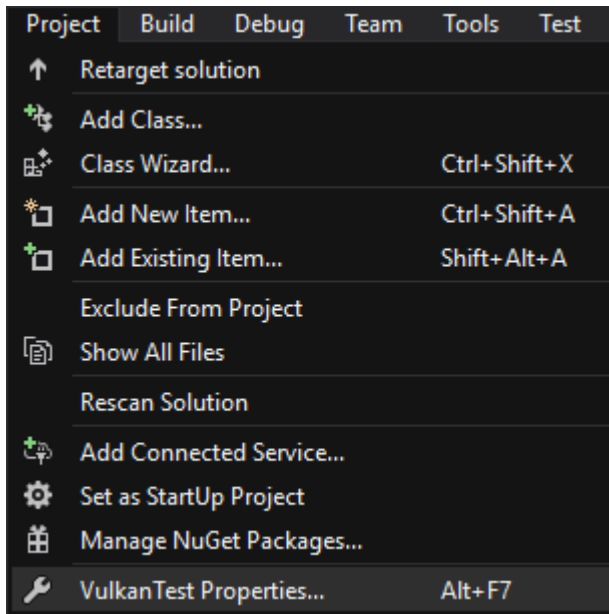 Project Build Debug Team Tools Test
Retarget solution
Add Class...
Class Wizard... Ctrl+Shift+X
Add New Item... Ctrl+Shift+A
Add Existing Item... Shift+Alt+A
Exclude From Project
Show All Files
Rescan Solution
Add Connected Service...
Set as StartUp Project
Manage NuGet Packages...
VulkanTest Properties... Alt+F7